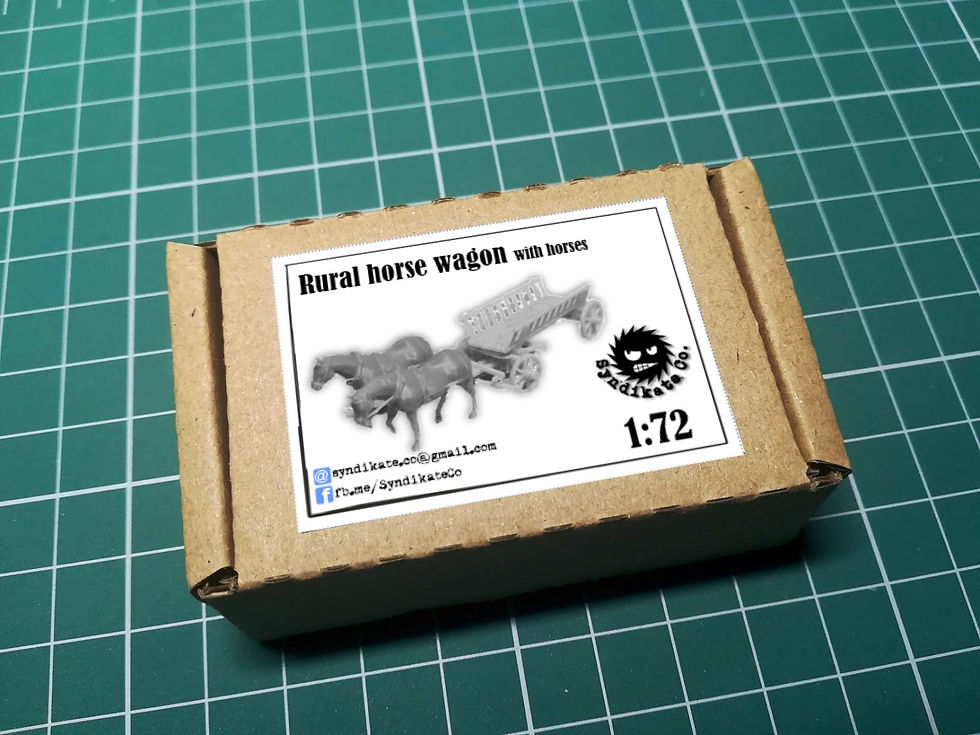 Rural horse wagon with horses
Syndikate Co.
1:72
@syndikate.co@gmail.com
f fb.me/SyndikateCo